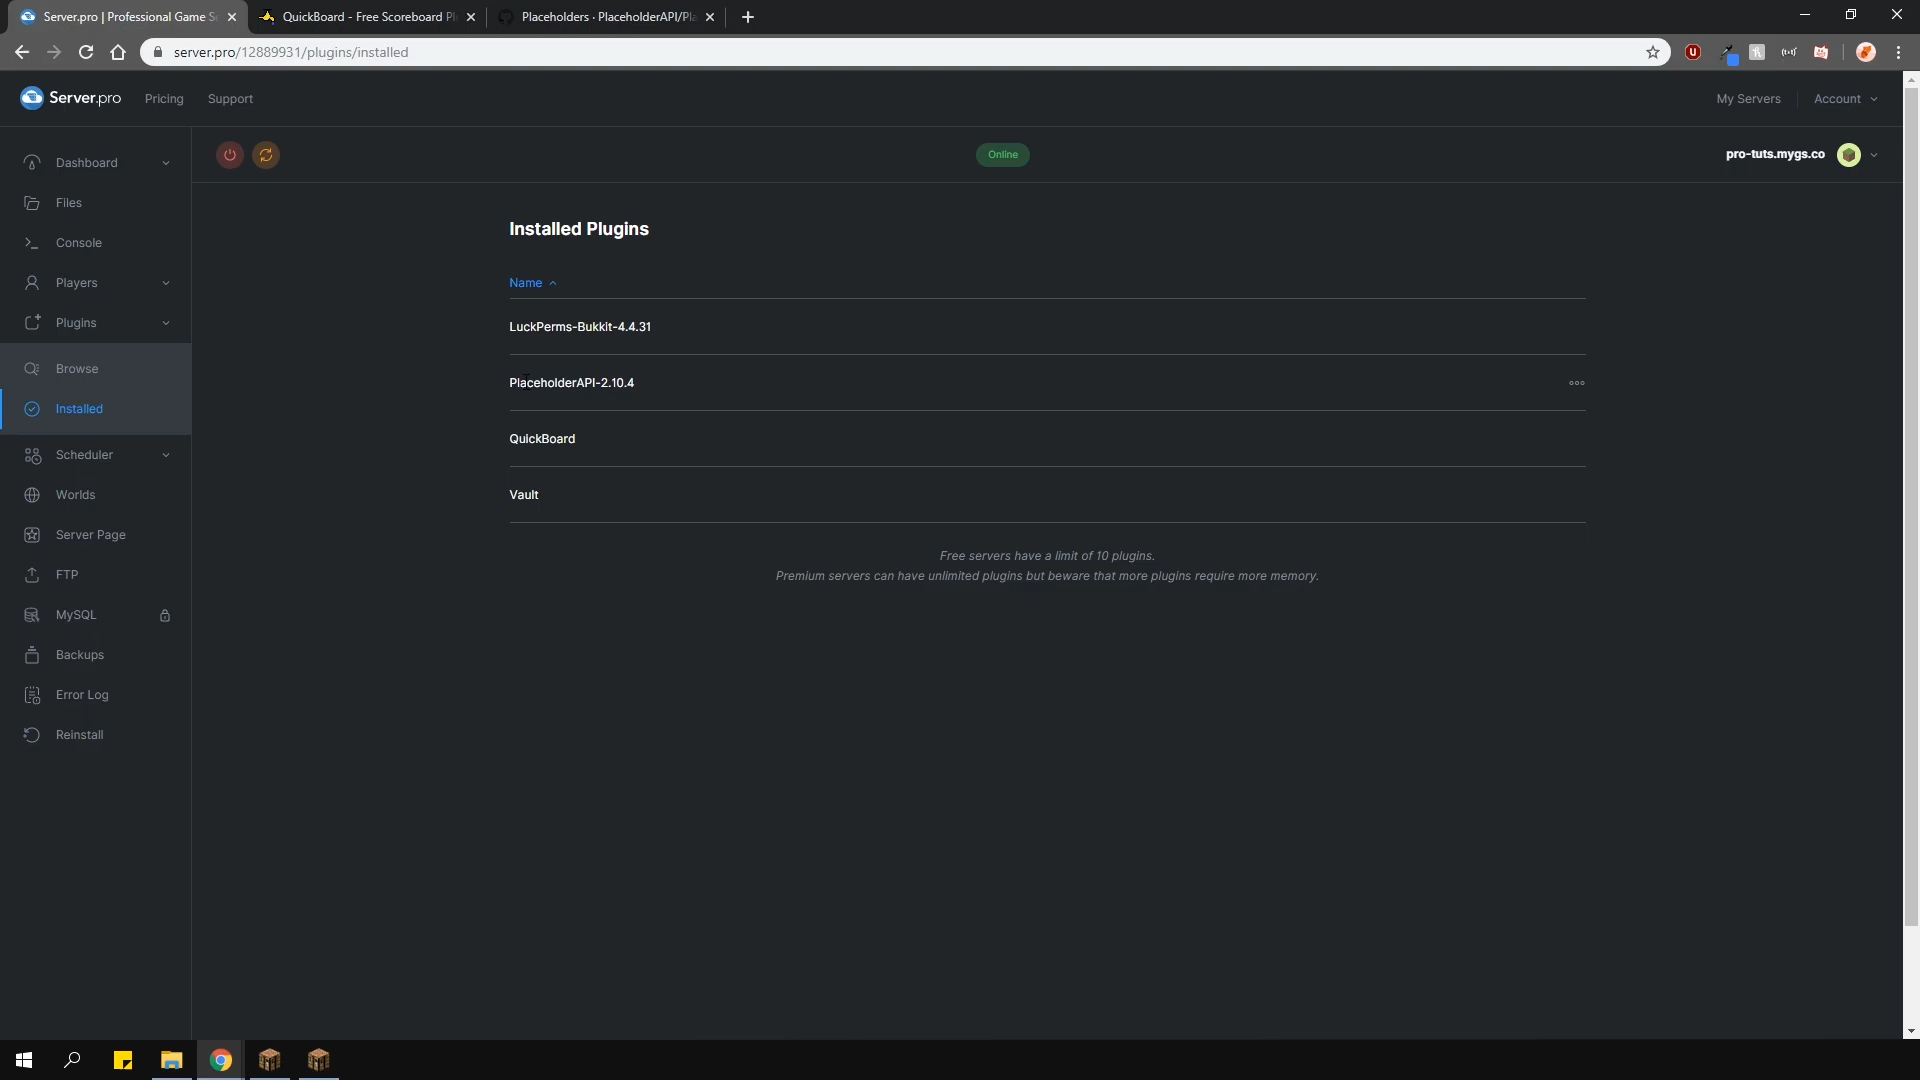 Server.pro | Professional Game S
QuickBoard - Free Scoreboard Pl
Placeholders · PlaceholderAPI/Pla
server.pro/12889931/plugins/installed
Server.pro
Pricing
Support
My Servers
Account
Dashboard
Files
Console
Players
Plugins
Browse
Installed
Scheduler
Worlds
Server Page
FTP
MySQL
Backups
Error Log
Reinstall
Online
pro-tuts.mygs.co
Installed Plugins
Name
LuckPerms-Bukkit-4.4.31
PlaceholderAPI-2.10.4
QuickBoard
Vault
Free servers have a limit of 10 plugins.
Premium servers can have unlimited plugins but beware that more plugins require more memory.